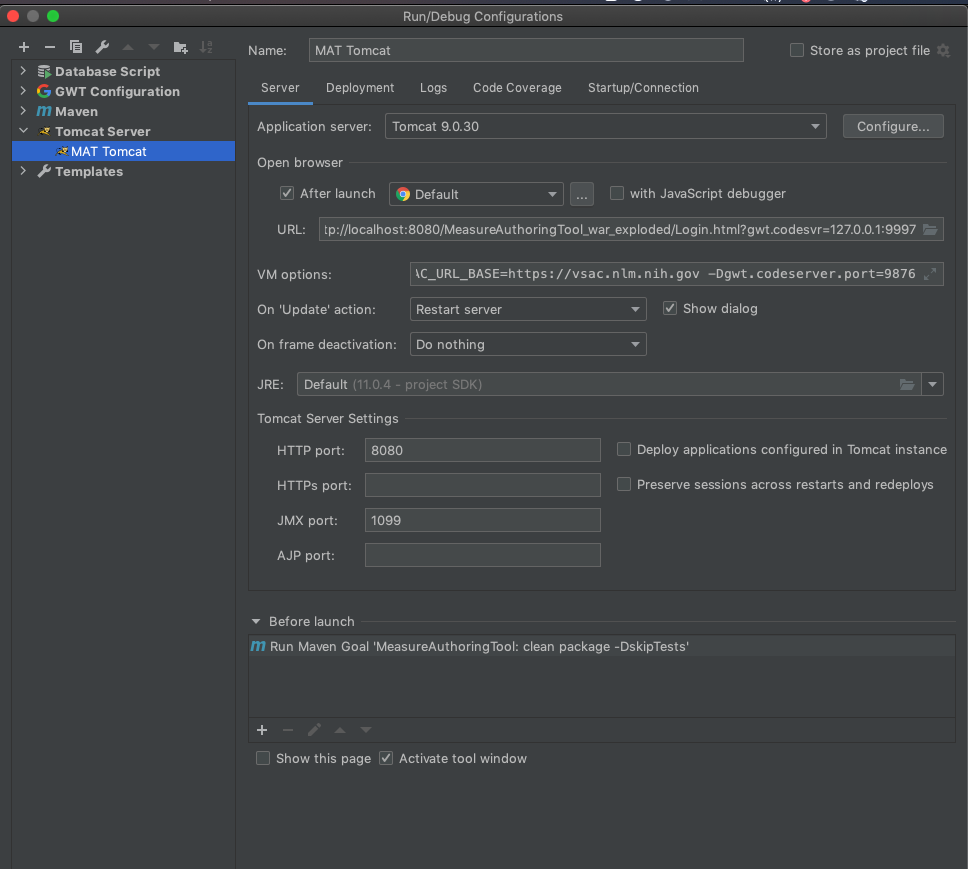 Run/Debug Configurations
Name: MAT Tomcat Store as project file
Database Script
GWT Configuration
Maven
Tomcat Server
MAT Tomcat
Templates
Server Deployment Logs Code Coverage Startup/Connection
Application server: Tomcat 9.0.30 Configure...
Open browser
After launch Default ... with JavaScript debugger
URL: tp://localhost:8080/MeasureAuthoringTool_war_exploded/Login.html?gwt.codesvr=127.0.0.1:9997
VM options: AC_URL_BASE=https://vsac.nlm.nih.gov -Dgwt.codeserver.port=9876
On 'Update' action: Restart server Show dialog
On frame deactivation: Do nothing
JRE: Default (11.0.4 - project SDK)
Tomcat Server Settings
HTTP port: 8080 Deploy applications configured in Tomcat instance
HTTPs port: Preserve sessions across restarts and redeploys
JMX port: 1099
AJP port:
Before launch
Run Maven Goal 'MeasureAuthoringTool: clean package -DskipTests'
Show this page Activate tool window